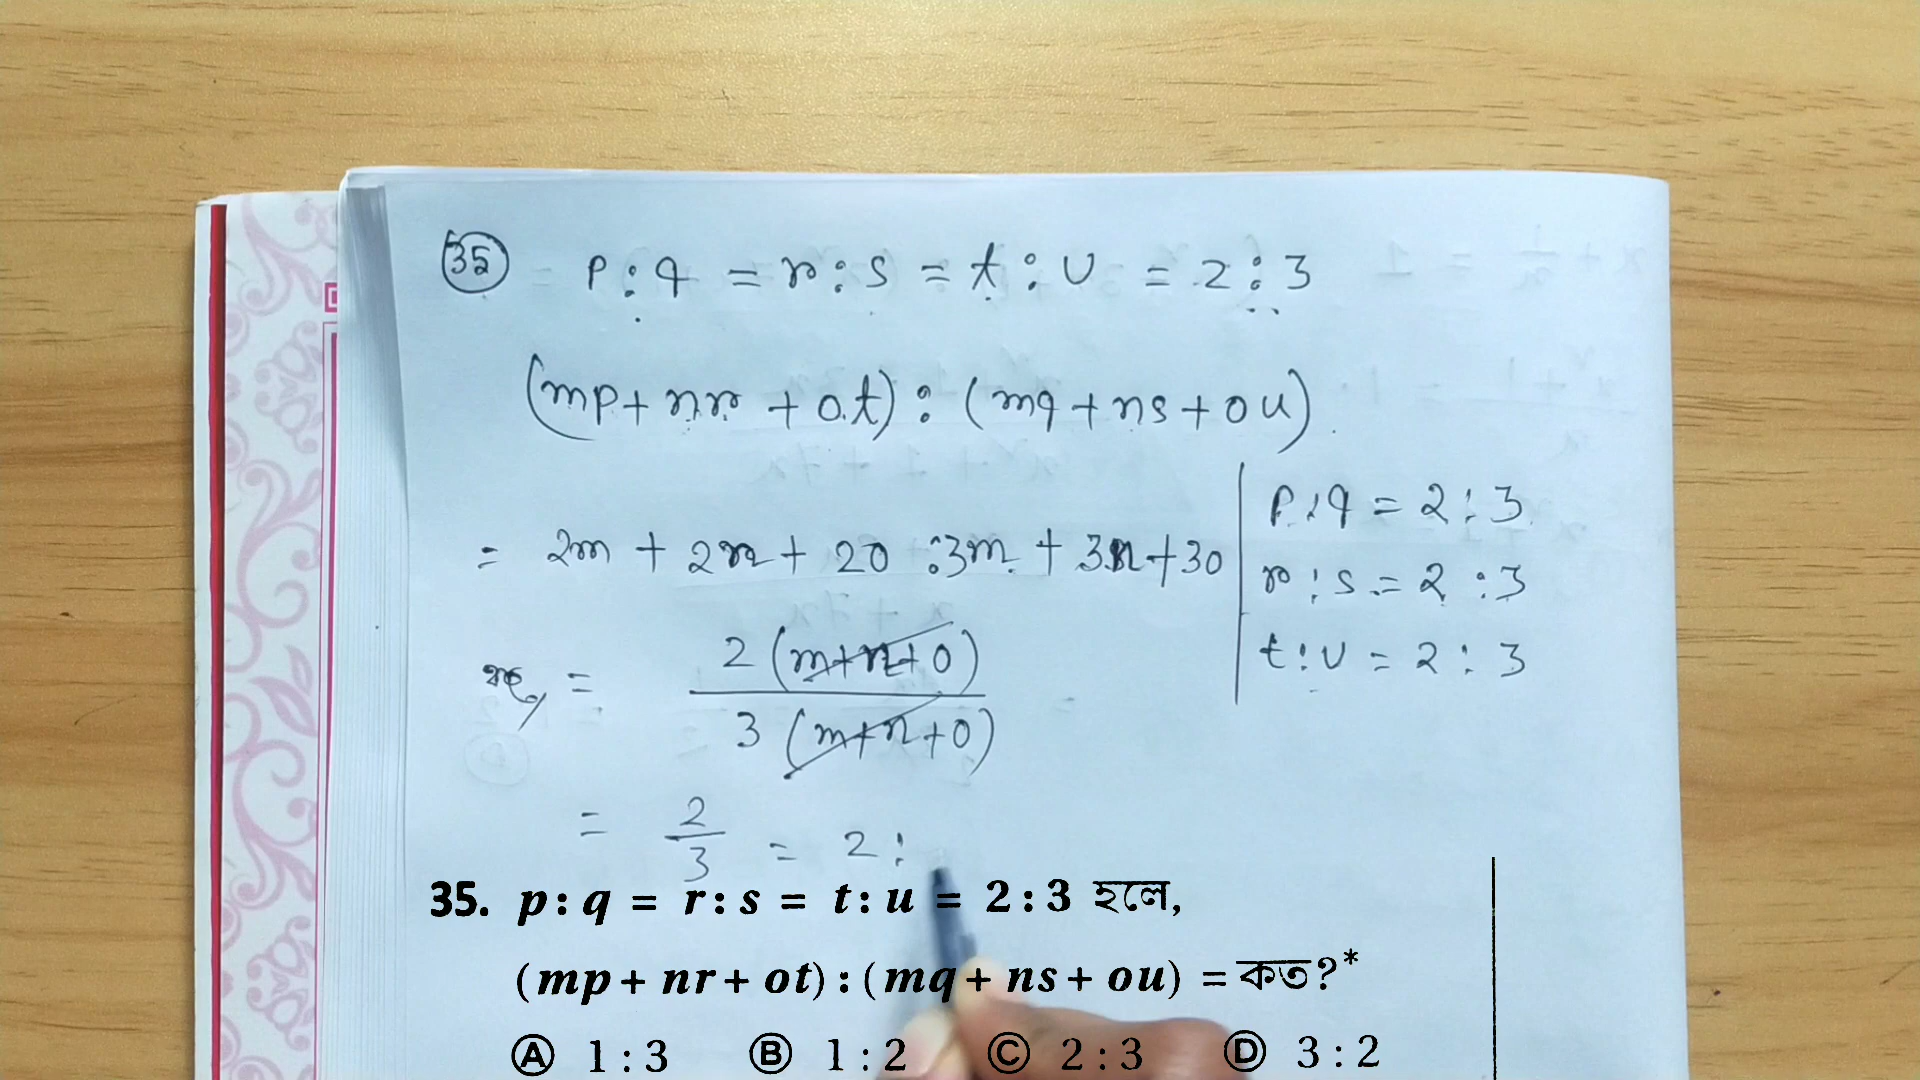 35 p:q = r:s = t:u = 2:3
(mp+nr+ot):(mq+ns+ou)
= 2m + 2n + 2o :3m + 3n+3o
p:q = 2:3
r:s = 2:3
t:u = 2:3
= 2(m+n+o)
3(m+n+o)
= 2/3 = 2:
35. p:q = r:s = t:u = 2:3 হলে,
(mp+ nr+ ot):(mq+ ns+ ou) = কত?*
Ⓐ 1:3 Ⓑ 1:2 Ⓒ 2:3 Ⓓ 3:2